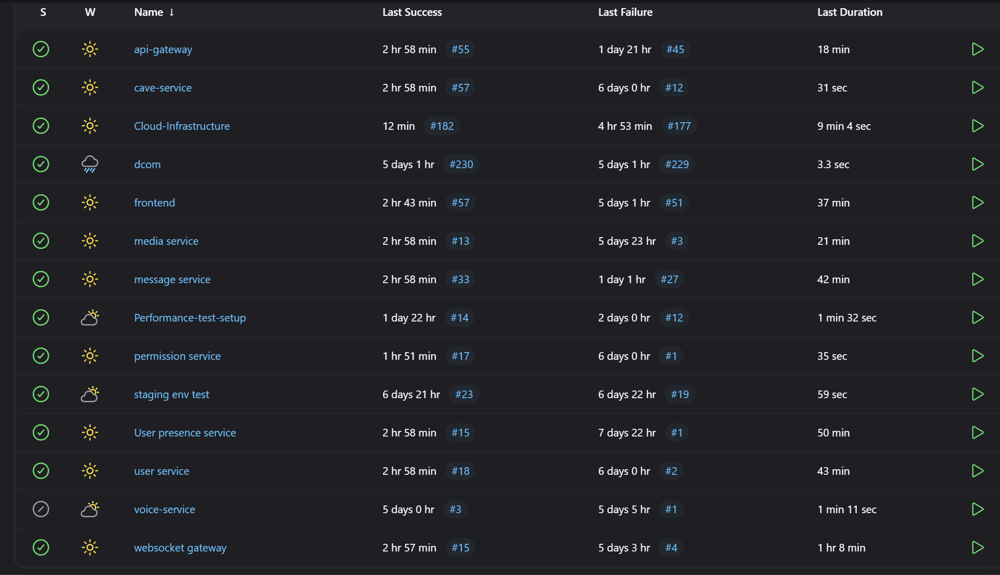 S W Name ↓ Last Success Last Failure Last Duration
api-gateway 2 hr 58 min #55 1 day 21 hr #45 18 min
cave-service 2 hr 58 min #57 6 days 0 hr #12 31 sec
Cloud-Infrastructure 12 min #182 4 hr 53 min #177 9 min 4 sec
dcom 5 days 1 hr #230 5 days 1 hr #229 3.3 sec
frontend 2 hr 43 min #57 5 days 1 hr #51 37 min
media service 2 hr 58 min #13 5 days 23 hr #3 21 min
message service 2 hr 58 min #33 1 day 1 hr #27 42 min
Performance-test-setup 1 day 22 hr #14 2 days 0 hr #12 1 min 32 sec
permission service 1 hr 51 min #17 6 days 0 hr #1 35 sec
staging env test 6 days 21 hr #23 6 days 22 hr #19 59 sec
User presence service 2 hr 58 min #15 7 days 22 hr #1 50 min
user service 2 hr 58 min #18 6 days 0 hr #2 43 min
voice-service 5 days 0 hr #3 5 days 5 hr #1 1 min 11 sec
websocket gateway 2 hr 57 min #15 5 days 3 hr #4 1 hr 8 min